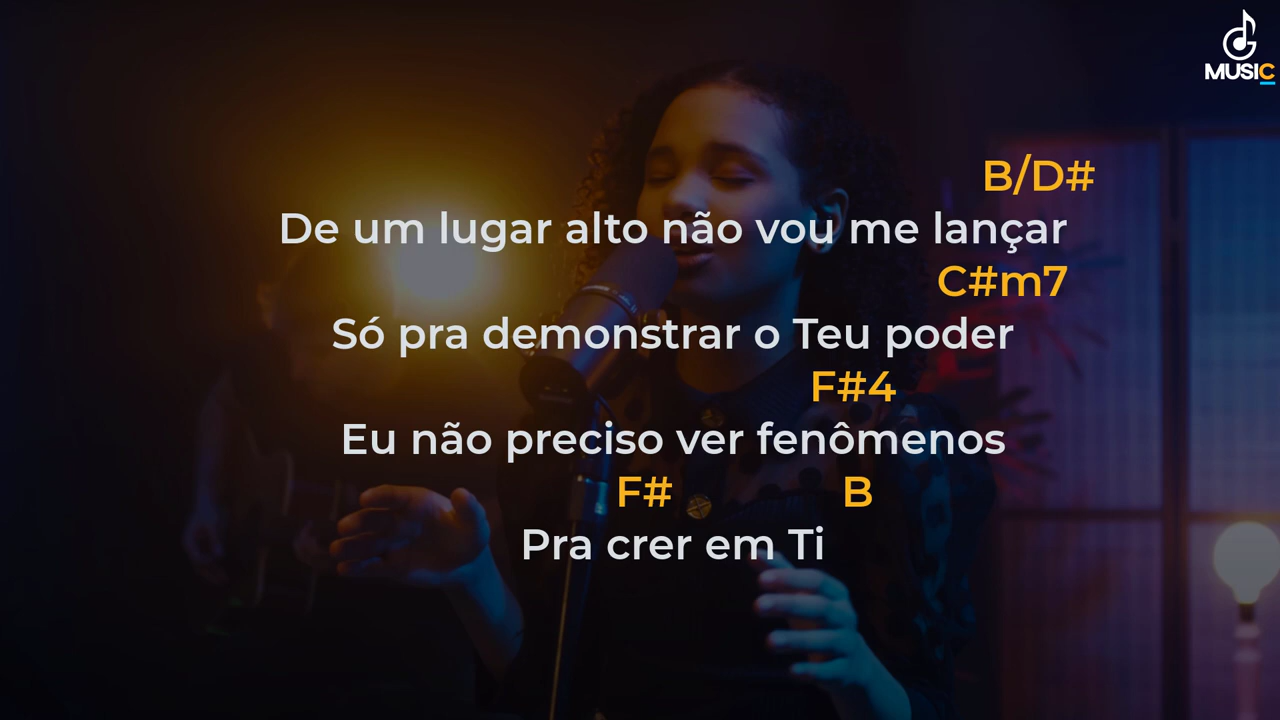 MUSIC
B/D#
De um lugar alto não vou me lançar
C#m7
Só pra demonstrar o Teu poder
F#4
Eu não preciso ver fenômenos
F# B
Pra crer em Ti